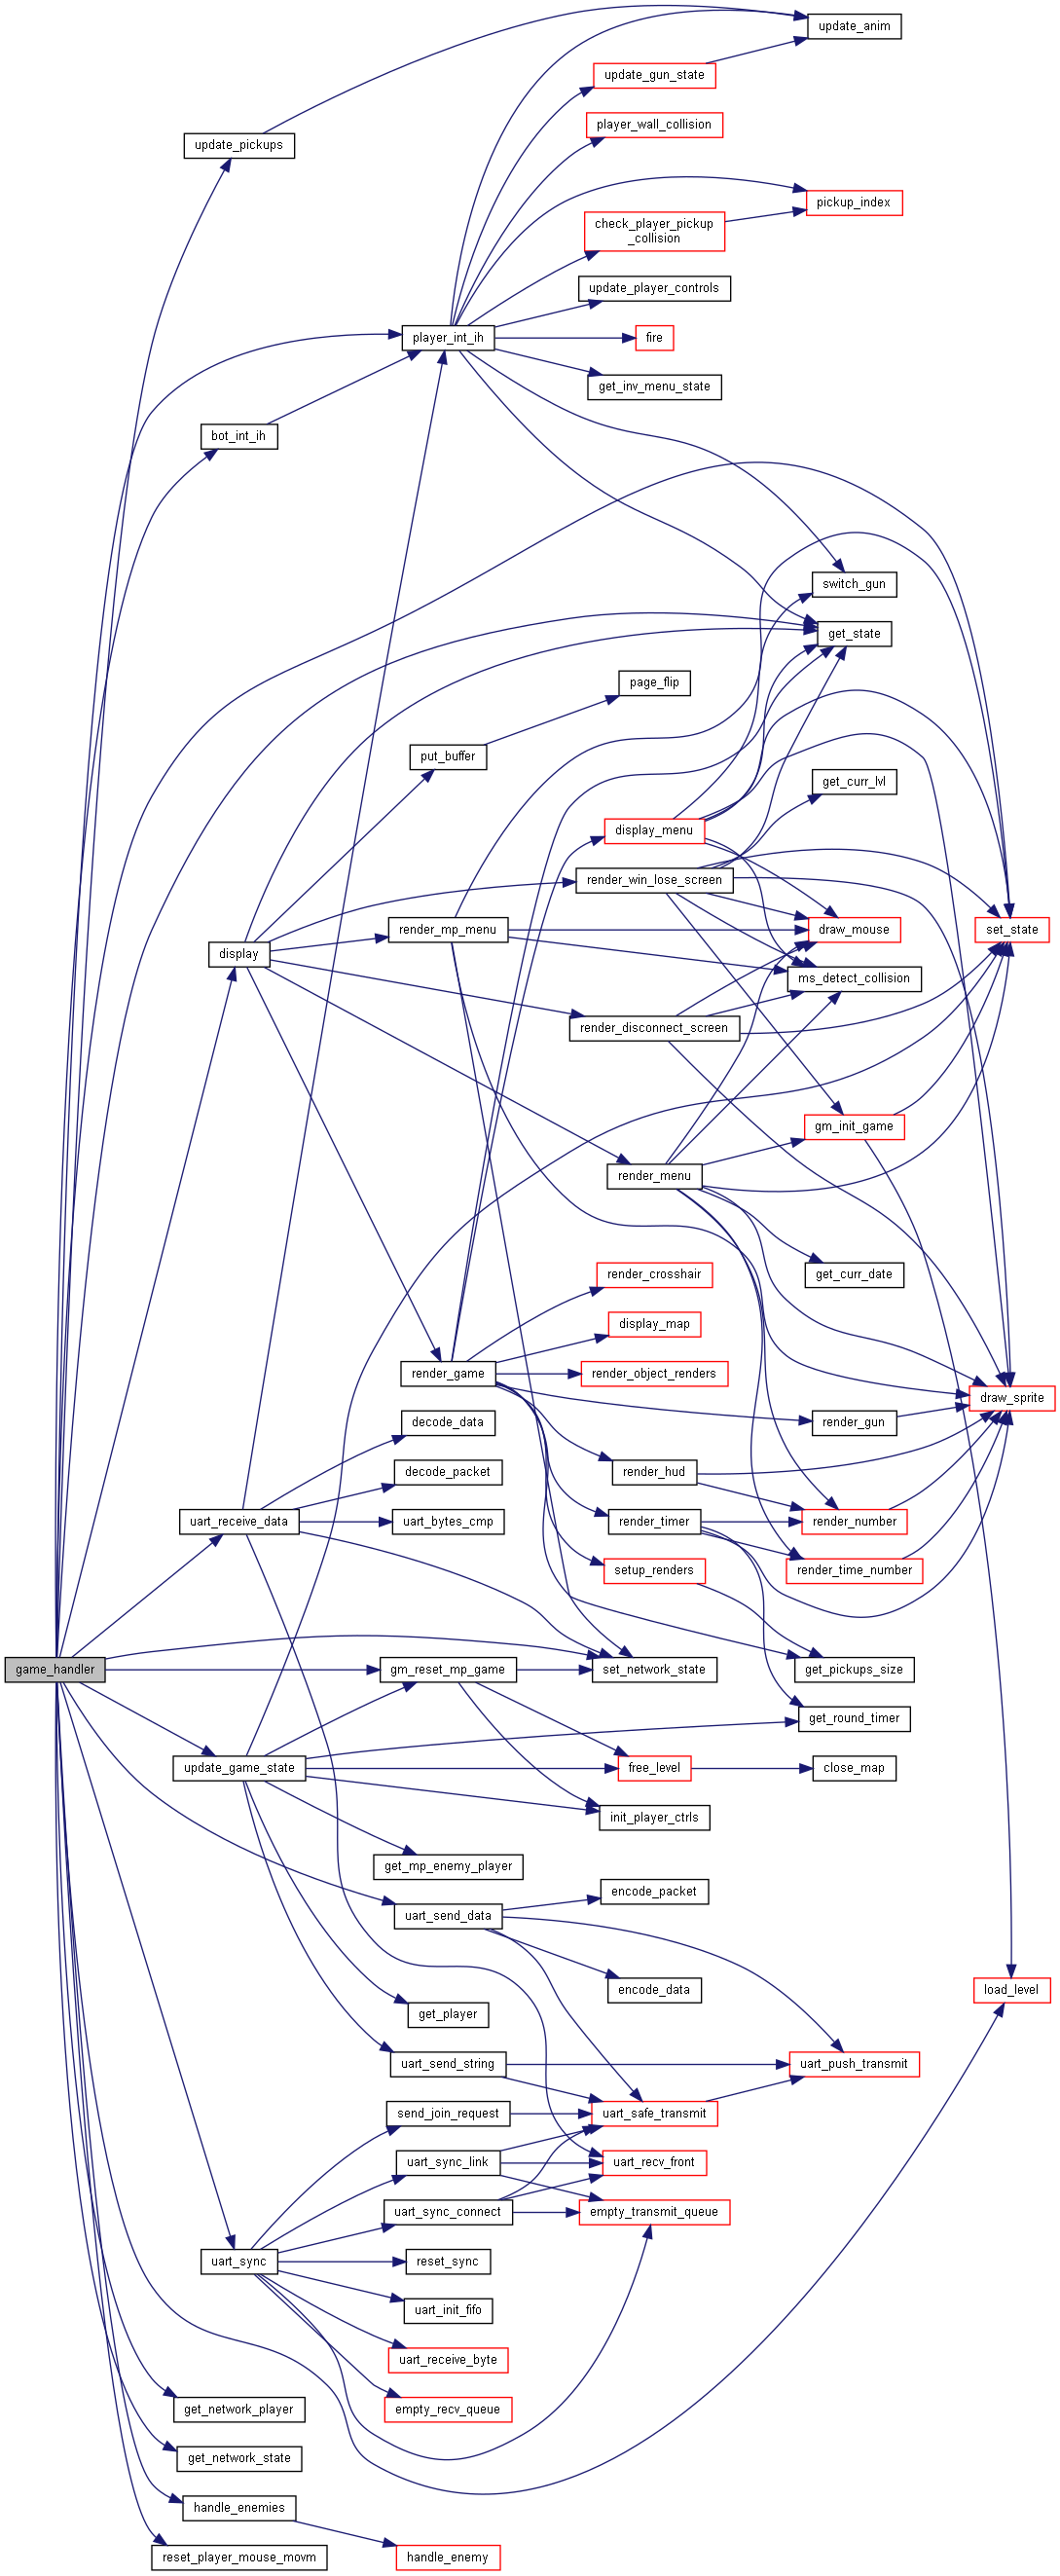 update_anim
update_gun_state
player_wall_collision
update_pickups
pickup_index
check_player_pickup
_collision
update_player_controls
player_int_ih
fire
get_inv_menu_state
bot_int_ih
switch_gun
get_state
page_flip
put_buffer
get_curr_lvl
display_menu
render_win_lose_screen
render_mp_menu
draw_mouse
set_state
display
ms_detect_collision
render_disconnect_screen
gm_init_game
render_menu
render_crosshair
get_curr_date
display_map
render_game
render_object_renders
draw_sprite
decode_data
render_gun
decode_packet
render_hud
uart_receive_data
uart_bytes_cmp
render_timer
render_number
setup_renders
render_time_number
game_handler
gm_reset_mp_game
set_network_state
get_pickups_size
get_round_timer
update_game_state
free_level
close_map
init_player_ctrls
get_mp_enemy_player
encode_packet
uart_send_data
encode_data
load_level
get_player
uart_send_string
uart_push_transmit
send_join_request
uart_safe_transmit
uart_sync_link
uart_recv_front
uart_sync_connect
empty_transmit_queue
uart_sync
reset_sync
uart_init_fifo
uart_receive_byte
get_network_player
empty_recv_queue
get_network_state
handle_enemies
reset_player_mouse_movm
handle_enemy